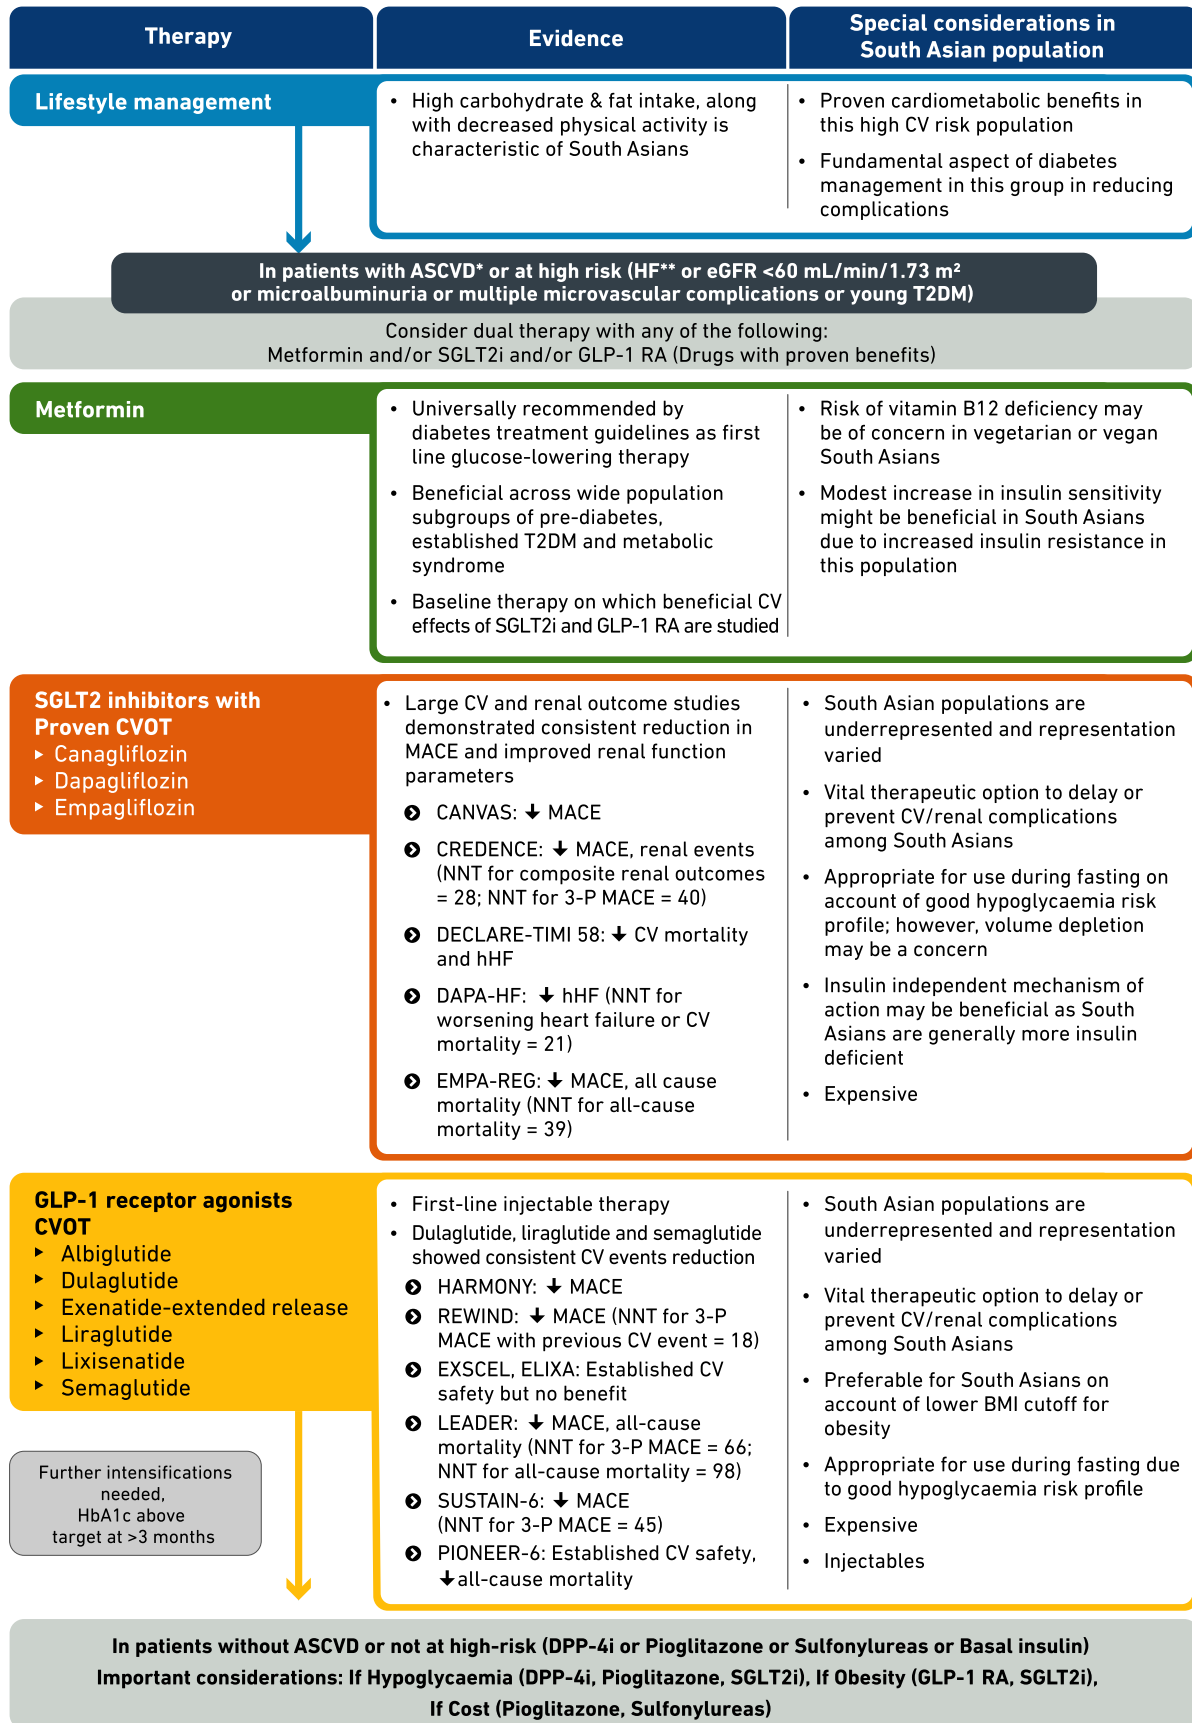 Therapy
Evidence
Special considerations in
South Asian population
Lifestyle management
• High carbohydrate & fat intake, along
with decreased physical activity is
characteristic of South Asians
• Proven cardiometabolic benefits in
this high CV risk population
• Fundamental aspect of diabetes
management in this group in reducing
complications
In patients with ASCVD* or at high risk (HF** or eGFR <60 mL/min/1.73 m²
or microalbuminuria or multiple microvascular complications or young T2DM)
Consider dual therapy with any of the following:
Metformin and/or SGLT2i and/or GLP-1 RA (Drugs with proven benefits)
Metformin
• Universally recommended by
diabetes treatment guidelines as first
line glucose-lowering therapy
• Beneficial across wide population
subgroups of pre-diabetes,
established T2DM and metabolic
syndrome
• Baseline therapy on which beneficial CV
effects of SGLT2i and GLP-1 RA are studied
• Risk of vitamin B12 deficiency may
be of concern in vegetarian or vegan
South Asians
• Modest increase in insulin sensitivity
might be beneficial in South Asians
due to increased insulin resistance in
this population
SGLT2 inhibitors with
Proven CVOT
▸ Canagliflozin
▸ Dapagliflozin
▸ Empagliflozin
• Large CV and renal outcome studies
demonstrated consistent reduction in
MACE and improved renal function
parameters
CANVAS: ↓ MACE
CREDENCE: ↓ MACE, renal events
(NNT for composite renal outcomes
= 28; NNT for 3-P MACE = 40)
DECLARE-TIMI 58: ↓ CV mortality
and hHF
DAPA-HF: ↓ hHF (NNT for
worsening heart failure or CV
mortality = 21)
EMPA-REG: ↓ MACE, all cause
mortality (NNT for all-cause
mortality = 39)
• South Asian populations are
underrepresented and representation
varied
• Vital therapeutic option to delay or
prevent CV/renal complications
among South Asians
• Appropriate for use during fasting on
account of good hypoglycaemia risk
profile; however, volume depletion
may be a concern
• Insulin independent mechanism of
action may be beneficial as South
Asians are generally more insulin
deficient
• Expensive
GLP-1 receptor agonists
CVOT
▸ Albiglutide
▸ Dulaglutide
▸ Exenatide-extended release
▸ Liraglutide
▸ Lixisenatide
▸ Semaglutide
• First-line injectable therapy
• Dulaglutide, liraglutide and semaglutide
showed consistent CV events reduction
HARMONY: ↓ MACE
REWIND: ↓ MACE (NNT for 3-P
MACE with previous CV event = 18)
EXSCEL, ELIXA: Established CV
safety but no benefit
LEADER: ↓ MACE, all-cause
mortality (NNT for 3-P MACE = 66;
NNT for all-cause mortality = 98)
SUSTAIN-6: ↓ MACE
(NNT for 3-P MACE = 45)
PIONEER-6: Established CV safety,
↓all-cause mortality
• South Asian populations are
underrepresented and representation
varied
• Vital therapeutic option to delay or
prevent CV/renal complications
among South Asians
• Preferable for South Asians on
account of lower BMI cutoff for
obesity
• Appropriate for use during fasting due
to good hypoglycaemia risk profile
• Expensive
• Injectables
Further intensifications
needed,
HbA1c above
target at >3 months
In patients without ASCVD or not at high-risk (DPP-4i or Pioglitazone or Sulfonylureas or Basal insulin)
Important considerations: If Hypoglycaemia (DPP-4i, Pioglitazone, SGLT2i), If Obesity (GLP-1 RA, SGLT2i),
If Cost (Pioglitazone, Sulfonylureas)